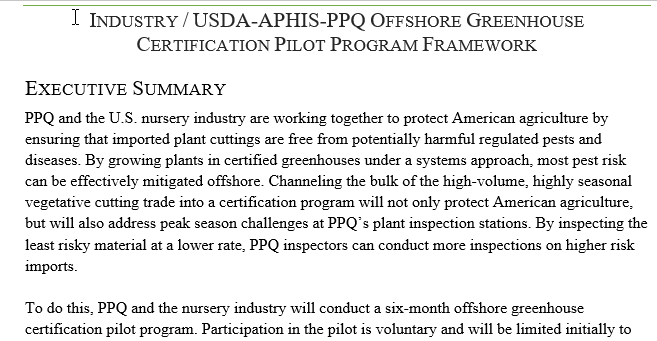 INDUSTRY / USDA-APHIS-PPQ OFFSHORE GREENHOUSE
CERTIFICATION PILOT PROGRAM FRAMEWORK
EXECUTIVE SUMMARY
PPQ and the U.S. nursery industry are working together to protect American agriculture by
ensuring that imported plant cuttings are free from potentially harmful regulated pests and
diseases. By growing plants in certified greenhouses under a systems approach, most pest risk
can be effectively mitigated offshore. Channeling the bulk of the high-volume, highly seasonal
vegetative cutting trade into a certification program will not only protect American agriculture,
but will also address peak season challenges at PPQ’s plant inspection stations. By inspecting the
least risky material at a lower rate, PPQ inspectors can conduct more inspections on higher risk
imports.
To do this, PPQ and the nursery industry will conduct a six-month offshore greenhouse
certification pilot program. Participation in the pilot is voluntary and will be limited initially to